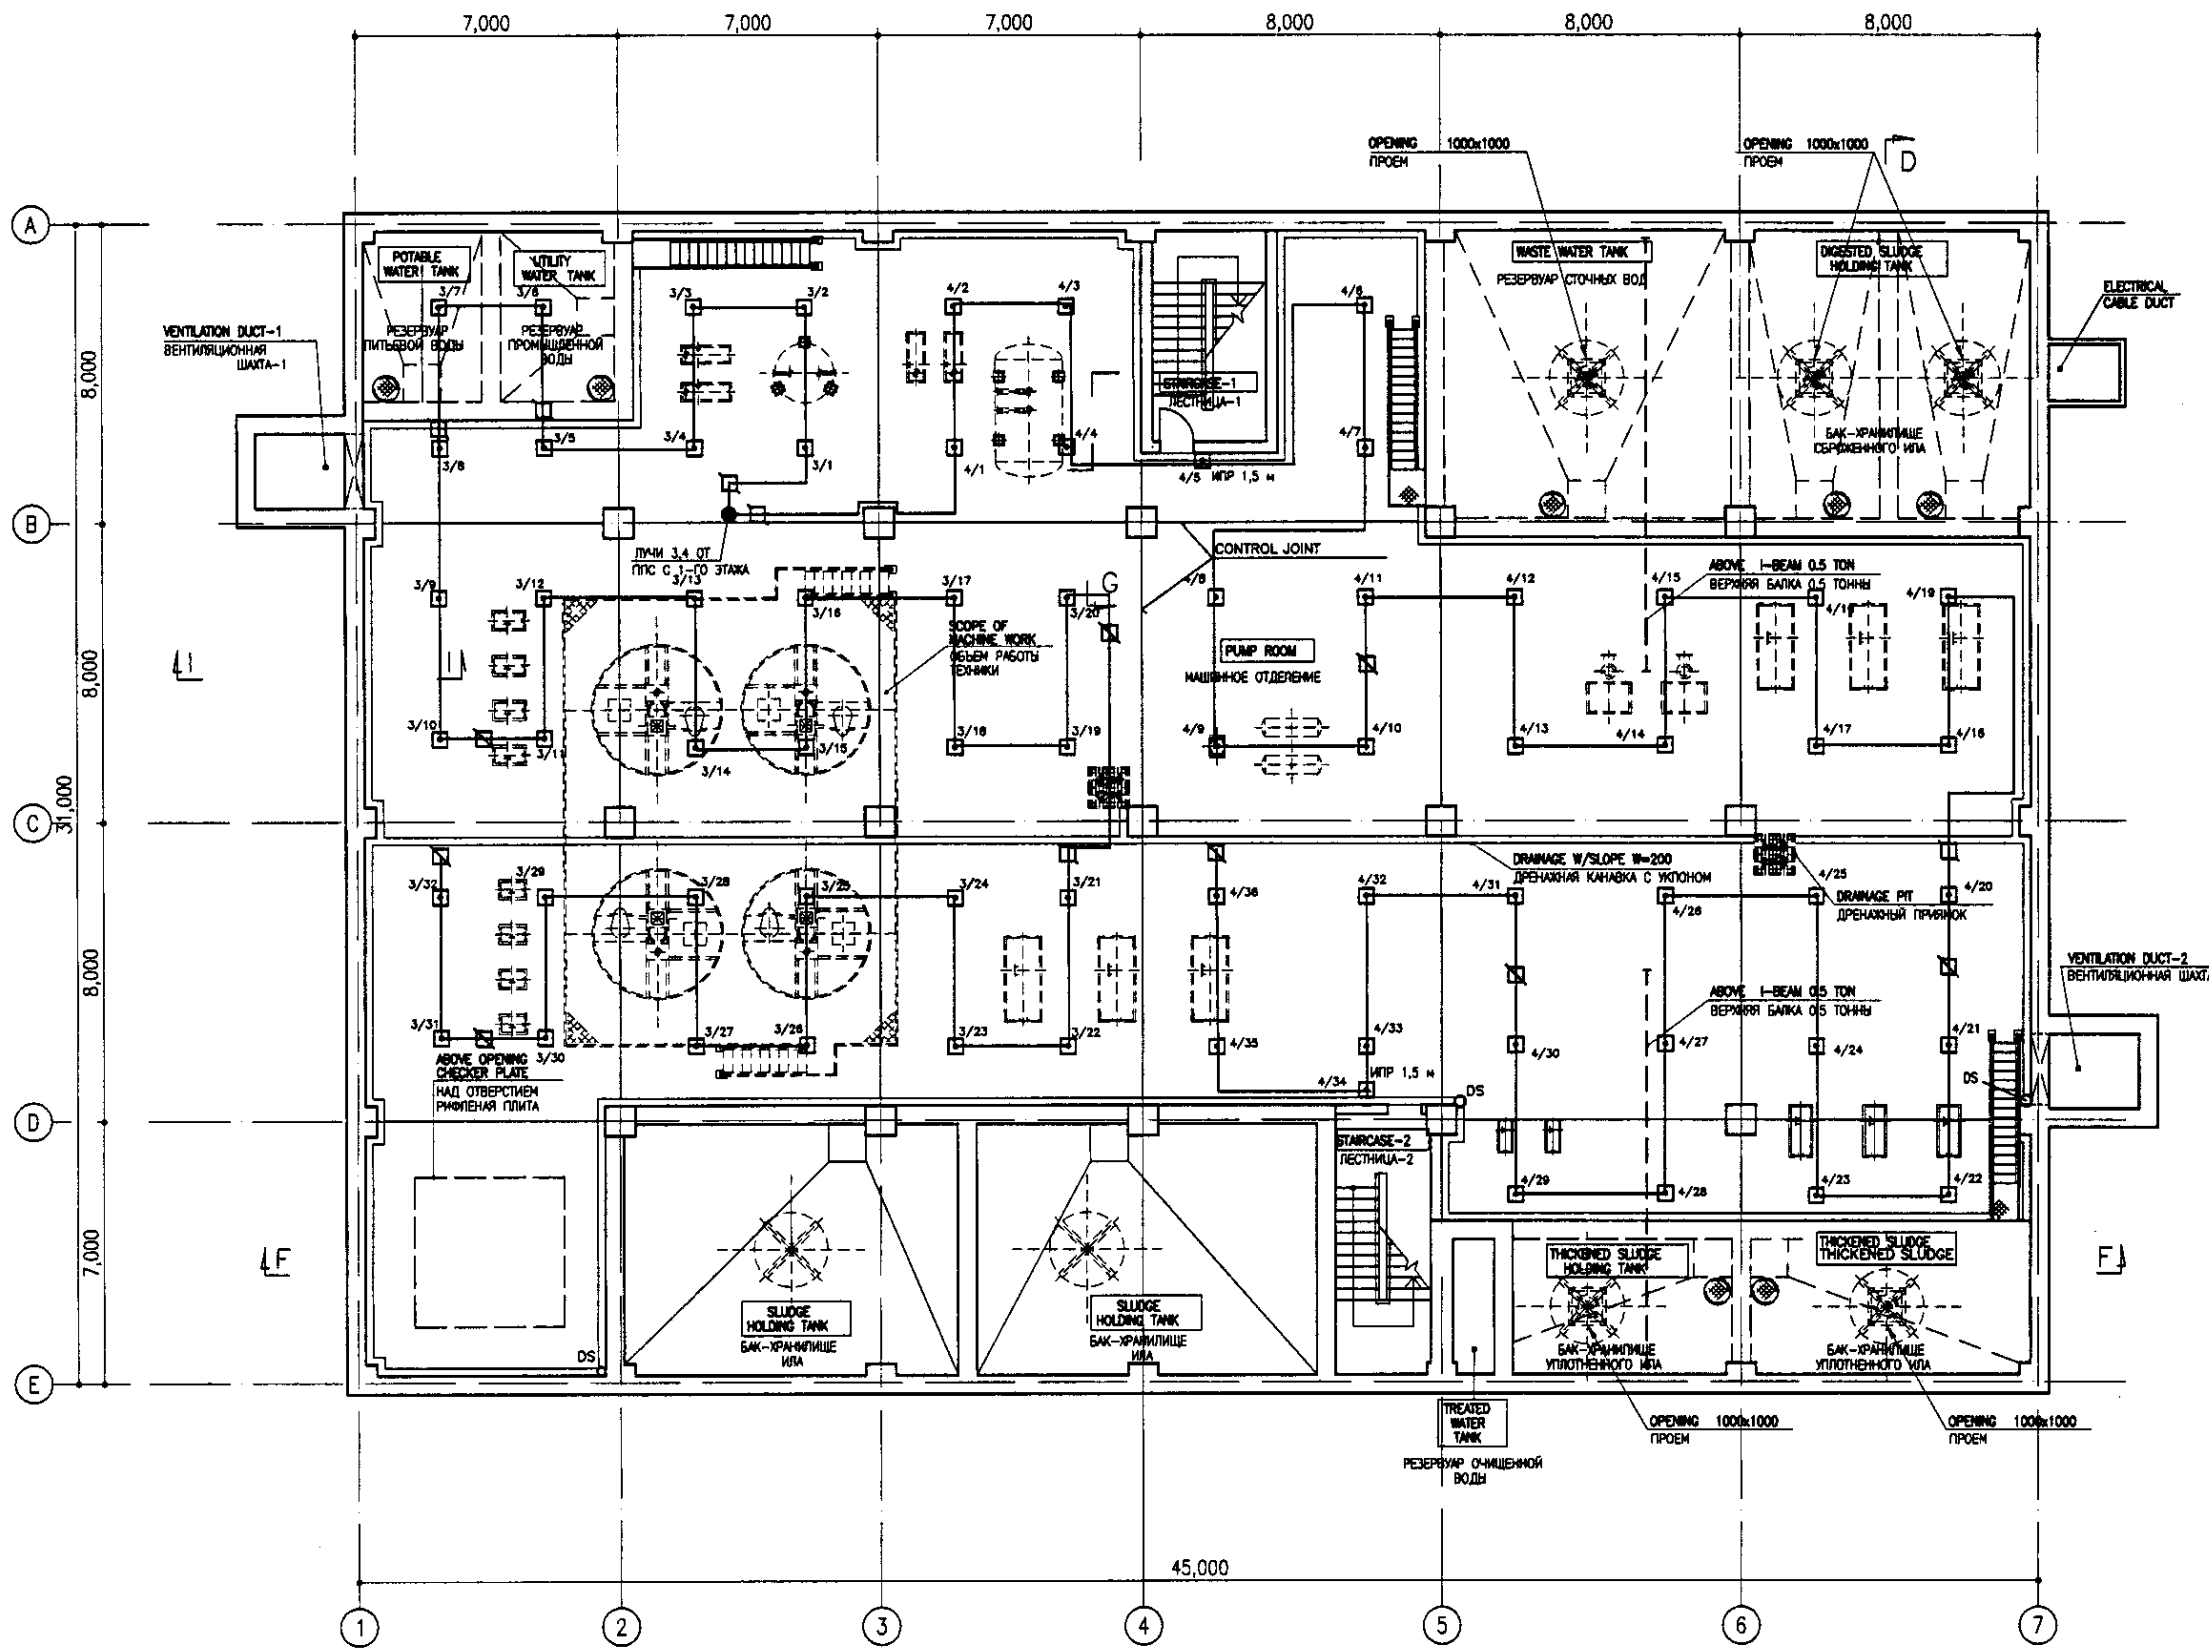 7,000
7,000
7,000
8,000
8,000
8,000
OPENING 1000x1000
ПРОЕМ
OPENING 1000x1000
ПРОЕМ
D
A
POTABLE
WATER TANK
UTILITY
WATER TANK
WASTE WATER TANK
РЕЗЕРВУАР СТОЧНЫХ ВОД
DIGESTED SLUDGE
HOLDING TANK
ELECTRICAL
CABLE DUCT
3/7
3/6
3/3
3/2
4/2
4/3
4/6
VENTILATION DUCT-1
ВЕНТИЛЯЦИОННАЯ
ШАХТА-1
РЕЗЕРВУАР
ПИТЬЕВОЙ ВОДЫ
РЕЗЕРВУАР
ПРОМЫШЛЕННОЙ
ВОДЫ
8,000
STAIRCASE-1
ЛЕСТНИЦА-1
БАК-ХРАНИЛИЩЕ
СБРОЖЕННОГО ИЛА
3/8
3/5
3/4
3/1
4/1
4/4
4/5
ИПР 1,5 м
4/7
B
ЛУЧИ 3,4 ОТ
ППС С 1-ГО ЭТАЖА
CONTROL JOINT
ABOVE I-BEAM 0.5 TON
ВЕРХНЯЯ БАЛКА 0.5 ТОННЫ
3/9
3/12
3/13
3/16
3/17
3/20
G
4/8
4/11
4/12
4/15
4/19
SCOPE OF
MACHINE WORK
ОБЪЕМ РАБОТЫ
ТЕХНИКИ
PUMP ROOM
МАШИННОЕ ОТДЕЛЕНИЕ
8,000
I
I
3/10
3/11
3/14
3/15
3/18
3/19
4/9
4/10
4/13
4/14
4/17
4/16
C
31,000
DRAINAGE W/SLOPE W=200
ДРЕНАЖНАЯ КАНАВКА С УКЛОНОМ
3/32
3/29
3/28
3/25
3/24
3/21
4/36
4/32
4/31
4/26
4/25
4/20
DRAINAGE PIT
ДРЕНАЖНЫЙ ПРИЯМОК
8,000
VENTILATION DUCT-2
ВЕНТИЛЯЦИОННАЯ ШАХТА
ABOVE I-BEAM 0.5 TON
ВЕРХНЯЯ БАЛКА 0.5 ТОННЫ
3/31
3/30
3/27
3/26
3/23
3/22
4/35
4/33
4/30
4/27
4/24
4/21
ABOVE OPENING
CHECKER PLATE
НАД ОТВЕРСТИЕМ
РИФЛЕНАЯ ПЛИТА
4/34
ИПР 1,5 м
DS
DS
D
STAIRCASE-2
ЛЕСТНИЦА-2
4/29
4/28
4/23
4/22
7,000
F
F
THICKENED SLUDGE
HOLDING TANK
THICKENED SLUDGE
THICKENED SLUDGE
SLUDGE
HOLDING TANK
БАК-ХРАНИЛИЩЕ
ИЛА
SLUDGE
HOLDING TANK
БАК-ХРАНИЛИЩЕ
ИЛА
БАК-ХРАНИЛИЩЕ
УПЛОТНЕННОГО ИЛА
БАК-ХРАНИЛИЩЕ
УПЛОТНЕННОГО ИЛА
DS
E
TREATED
WATER
TANK
РЕЗЕРВУАР ОЧИЩЕННОЙ
ВОДЫ
OPENING 1000x1000
ПРОЕМ
OPENING 1000x1000
ПРОЕМ
45,000
1
2
3
4
5
6
7